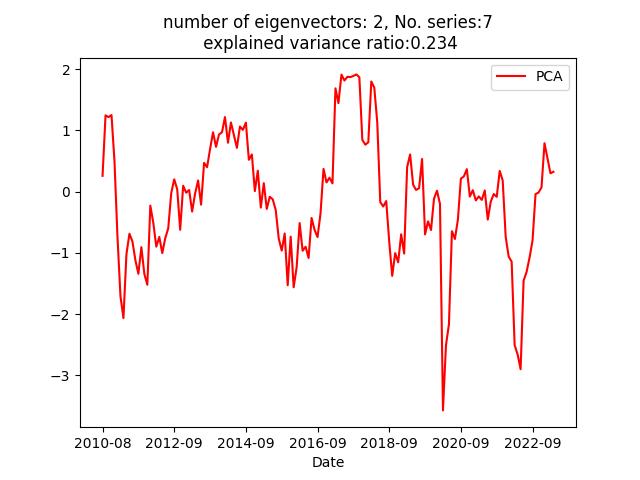 number of eigenvectors: 2, No. series:7
explained variance ratio:0.234
PCA
2
1
0
−1
−2
−3
2010-08 2012-09 2014-09 2016-09 2018-09 2020-09 2022-09
Date